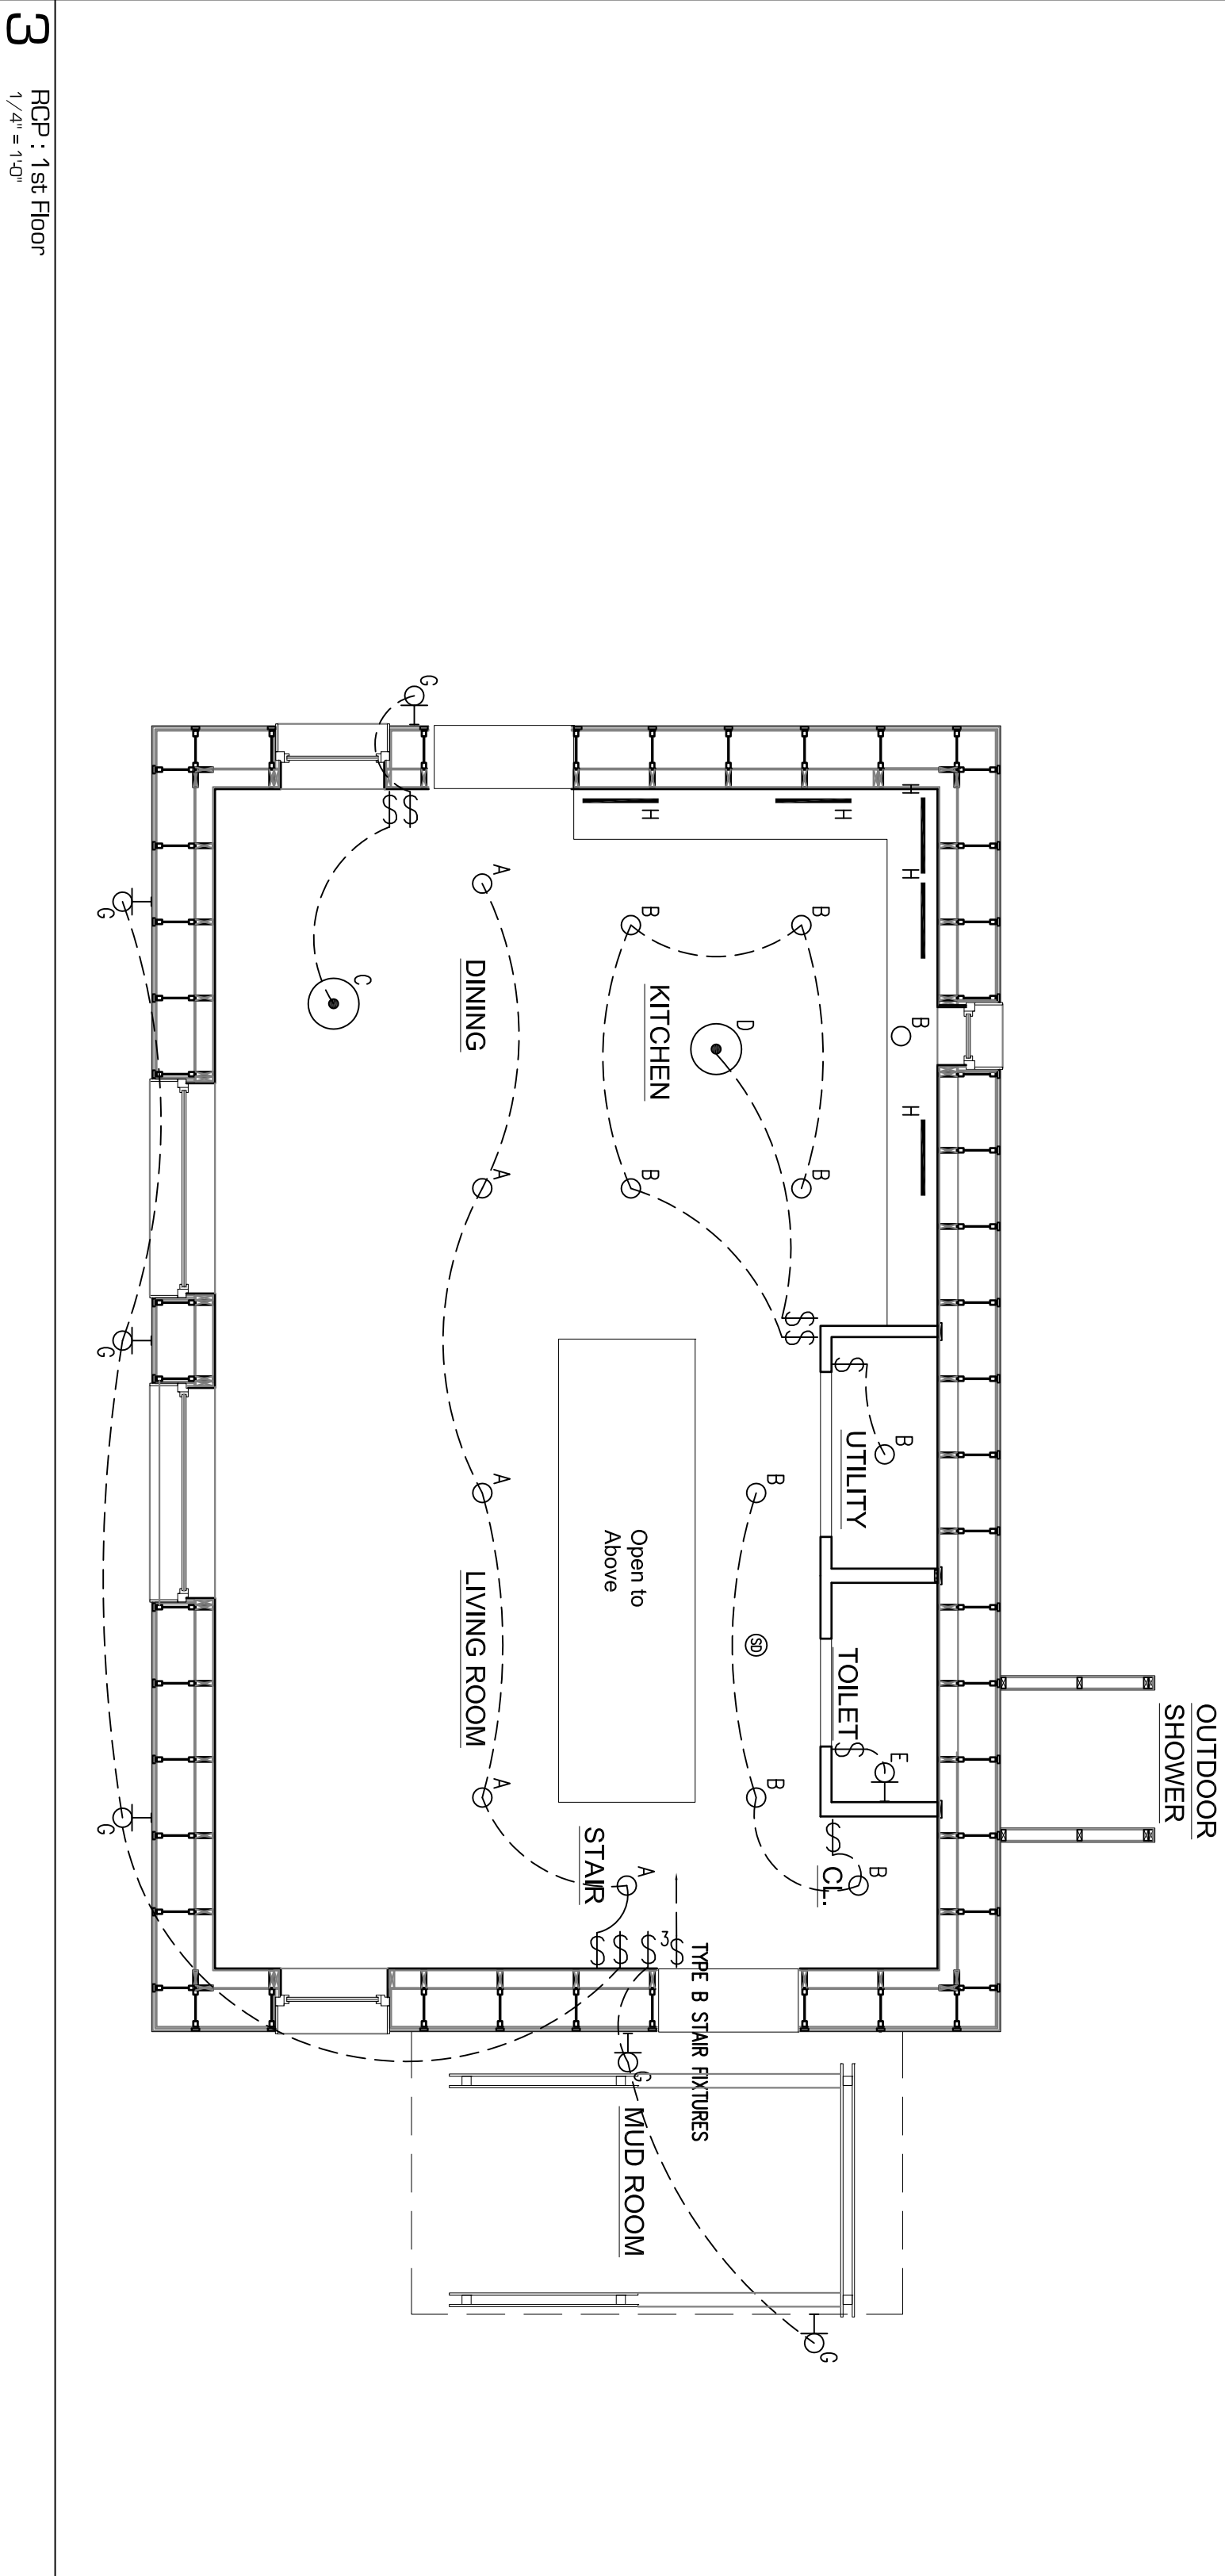 OUTDOOR
SHOWER
H
H
B
H
B
E
B
UTILITY
$
TOILET
$
H
$
CL.
B
B
G
$
$
B
B
SD
D
TYPE B STAIR FIXTURES
$
3
$
KITCHEN
H
B
B
A
G
Open to
Above
MUD ROOM
$
$
STAIR
A
A
A
A
DINING
LIVING ROOM
G
$
$
C
G
G
G
3
RCP : 1st Floor
1/4" = 1'-0"